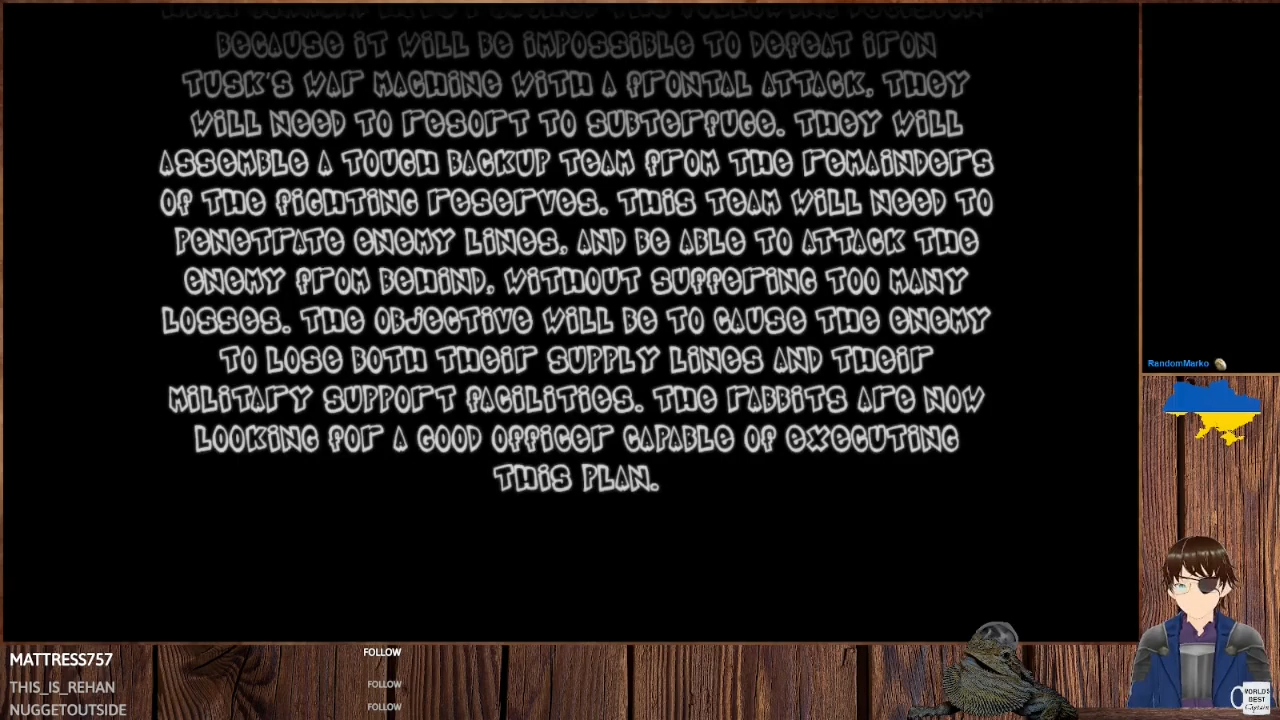 BECAUSE IT WILL BE IMPOSSIBLE TO DEFEAT IRON
TUSK'S WAR MACHINE WITH A FRONTAL ATTACK, THEY
WILL NEED TO RESORT TO SUBTERFUGE. THEY WILL
ASSEMBLE A TOUGH BACKUP TEAM FROM THE REMAINDERS
OF THE FIGHTING RESERVES. THIS TEAM WILL NEED TO
PENETRATE ENEMY LINES, AND BE ABLE TO ATTACK THE
ENEMY FROM BEHIND, WITHOUT SUFFERING TOO MANY
LOSSES. THE OBJECTIVE WILL BE TO CAUSE THE ENEMY
TO LOSE BOTH THEIR SUPPLY LINES AND THEIR
MILITARY SUPPORT FACILITIES. THE RABBITS ARE NOW
LOOKING FOR A GOOD OFFICER CAPABLE OF EXECUTING
THIS PLAN.
RandomMarko
MATTRESS757 FOLLOW
THIS_IS_REHAN FOLLOW
NUGGETOUTSIDE FOLLOW
WORLD'S
BEST
Captain